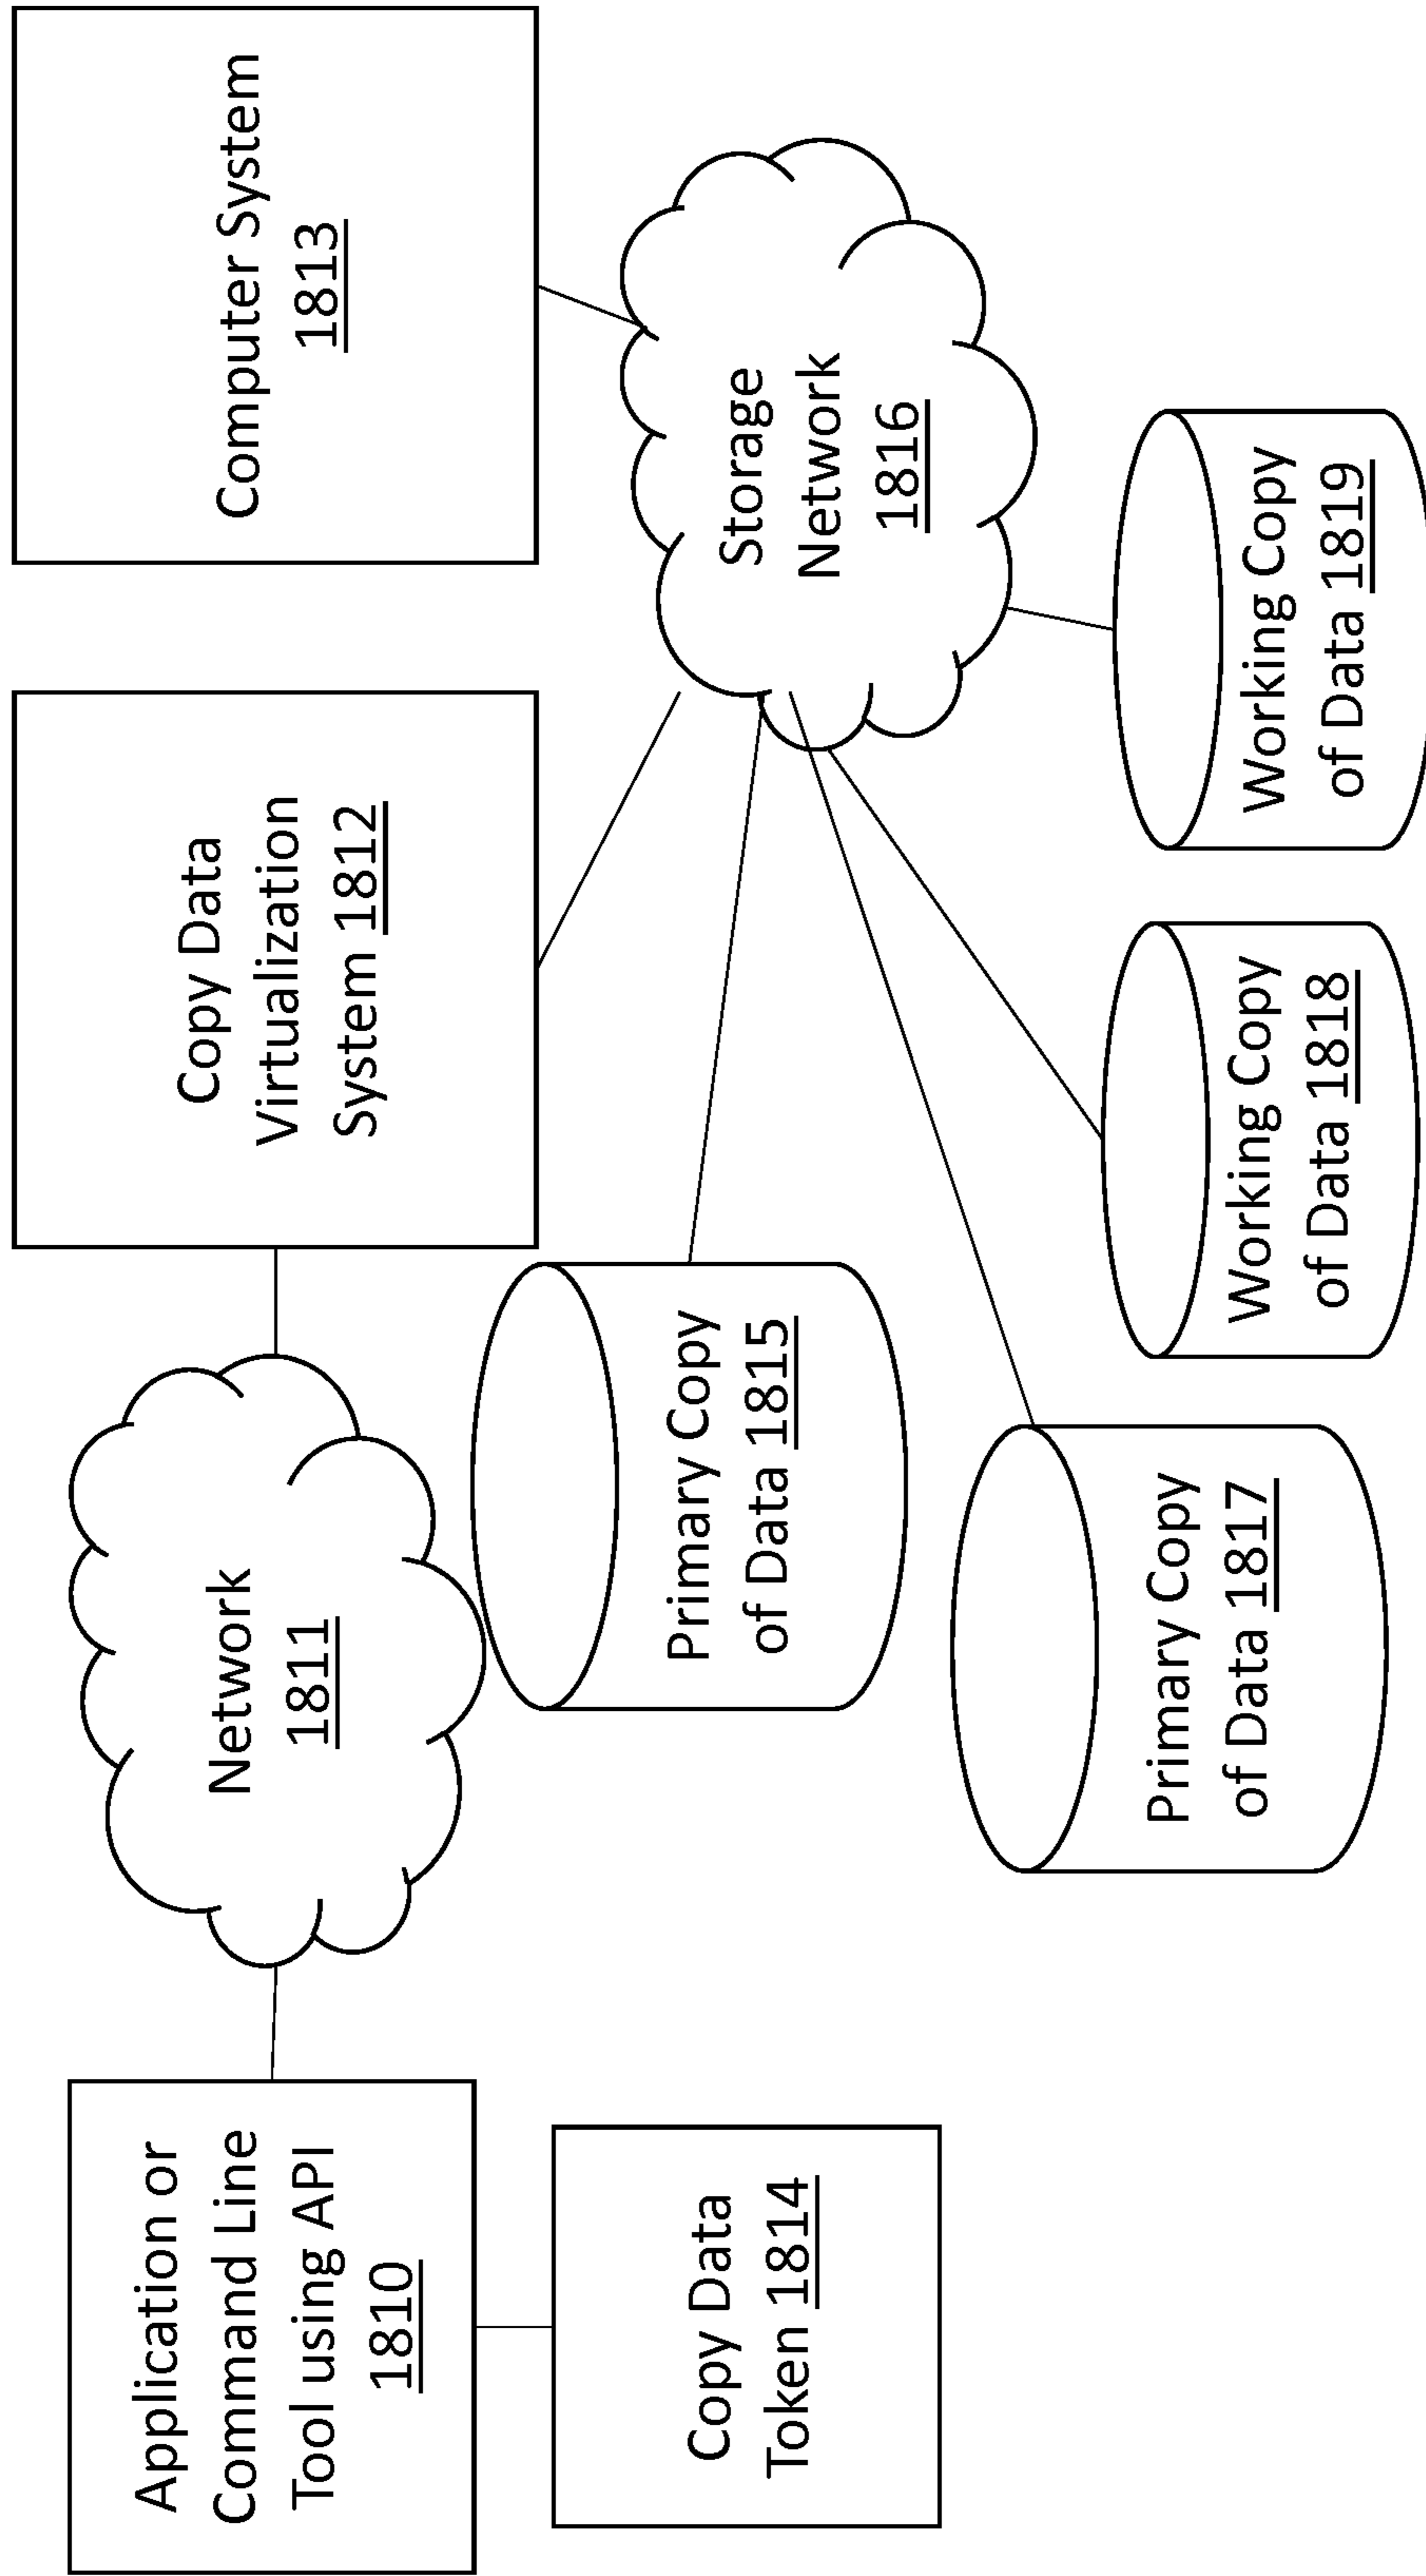 Application or
Command Line
Tool using API
1810
Network
1811
Copy Data
Virtualization
System 1812
Computer System
1813
Copy Data
Token 1814
Primary Copy
of Data 1815
Storage
Network
1816
Primary Copy
of Data 1817
Working Copy
of Data 1818
Working Copy
of Data 1819